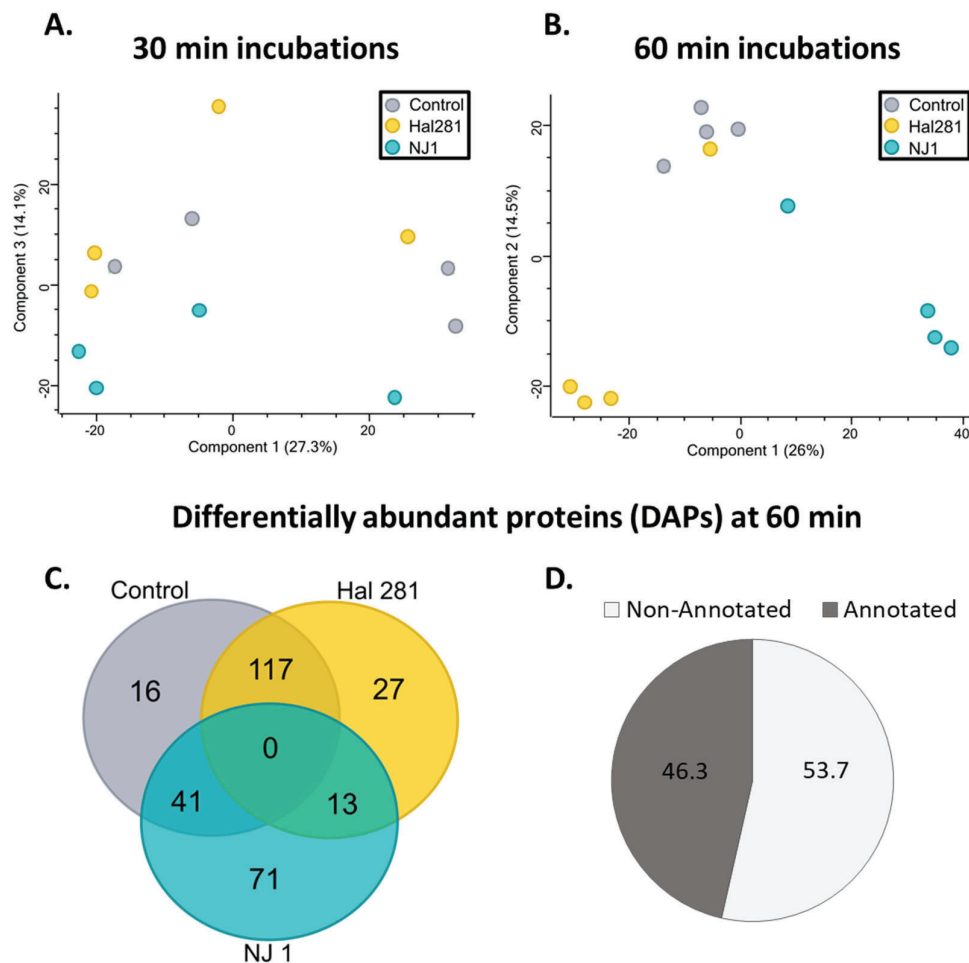 A.
30 min incubations
Control
Hal281
NJ1
20
0
-20
Component 3 (14.1%)
-20
0
20
Component 1 (27.3%)
B.
60 min incubations
Control
Hal281
NJ1
20
0
-20
Component 2 (14.5%)
-20
0
20
40
Component 1 (26%)
Differentially abundant proteins (DAPs) at 60 min
C.
Control
Hal 281
16
117
27
0
41
13
71
NJ 1
D.
Non-Annotated
Annotated
46.3
53.7